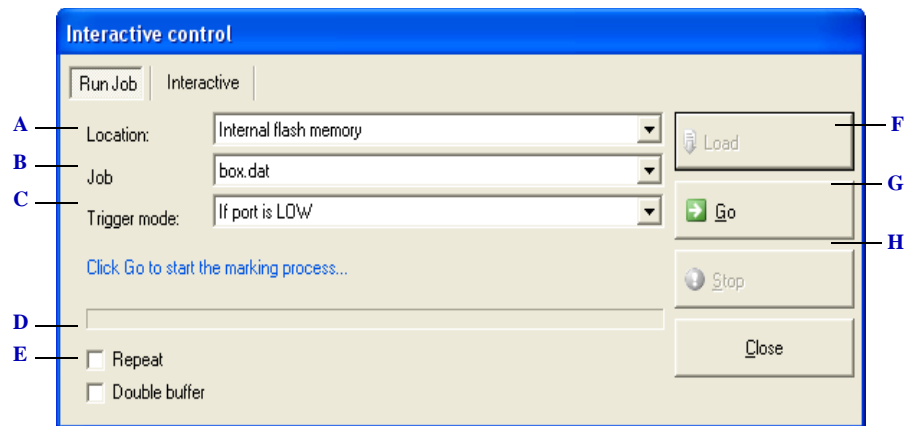 Interactive control
Run Job Interactive
A Location: Internal flash memory Load F
B Job box.dat
C Trigger mode: If port is LOW Go G
H
Click Go to start the marking process... Stop
D
E Repeat Close
Double buffer